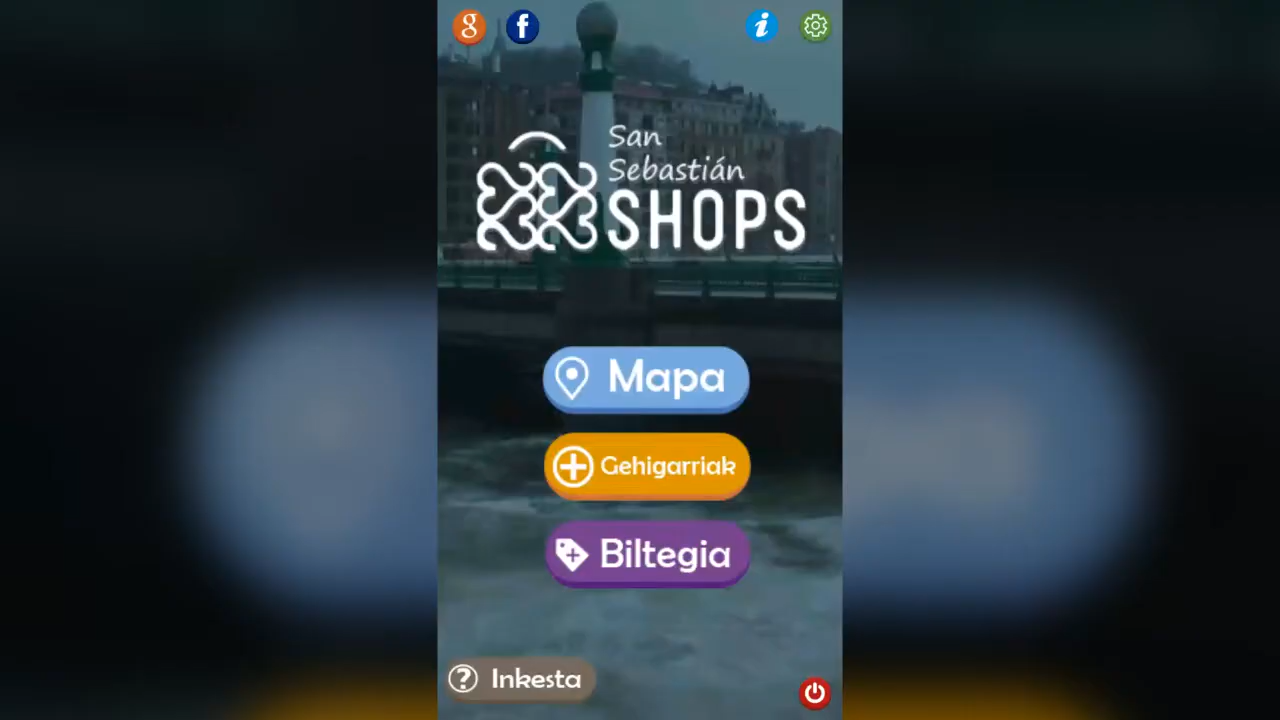 San
Sebastián
SHOPS
Mapa
Gehigarriak
Biltegia
Inkesta